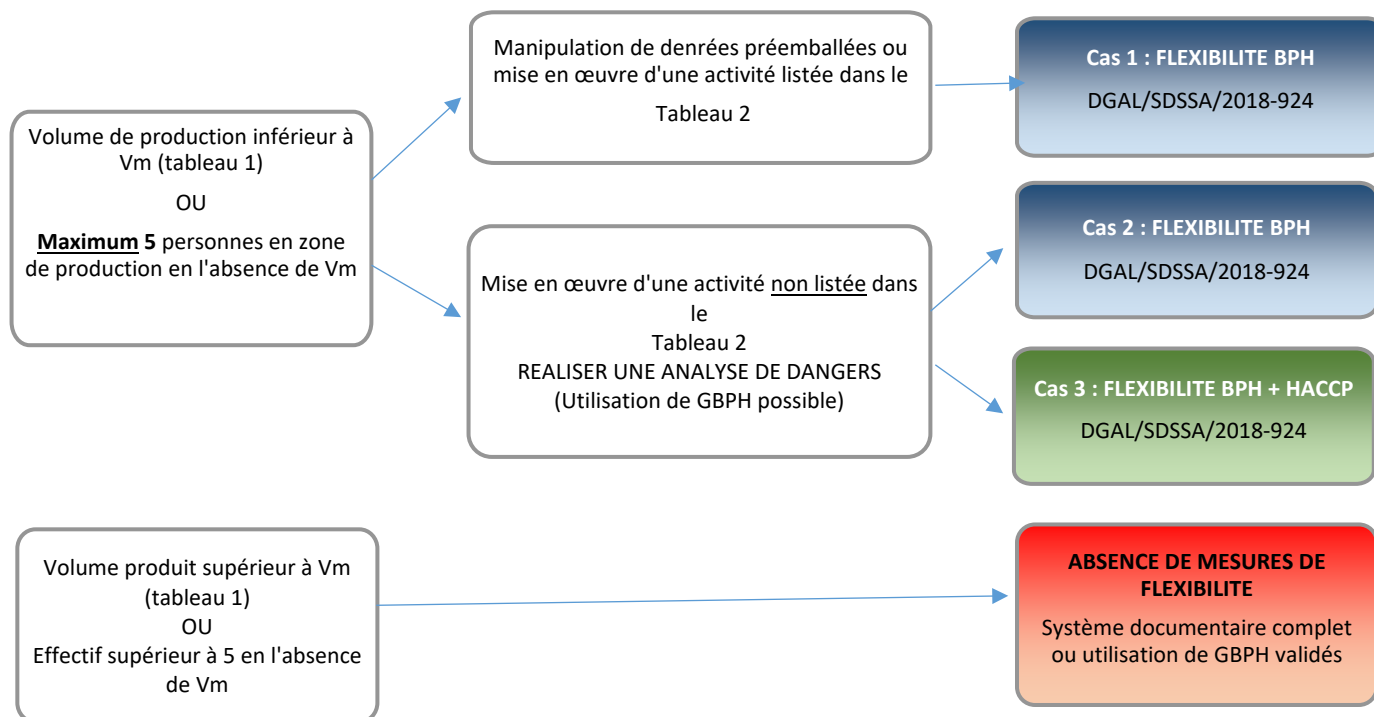 Volume de production inférieur à
Vm (tableau 1)
OU
Maximum 5 personnes en zone
de production en l'absence de Vm
Manipulation de denrées préemballées ou
mise en œuvre d'une activité listée dans le
Tableau 2
Cas 1 : FLEXIBILITE BPH
DGAL/SDSSA/2018-924
Mise en œuvre d'une activité non listée dans
le
Tableau 2
REALISER UNE ANALYSE DE DANGERS
(Utilisation de GBPH possible)
Cas 2 : FLEXIBILITE BPH
DGAL/SDSSA/2018-924
Cas 3 : FLEXIBILITE BPH + HACCP
DGAL/SDSSA/2018-924
Volume produit supérieur à Vm
(tableau 1)
OU
Effectif supérieur à 5 en l'absence
de Vm
ABSENCE DE MESURES DE
FLEXIBILITE
Système documentaire complet
ou utilisation de GBPH validés